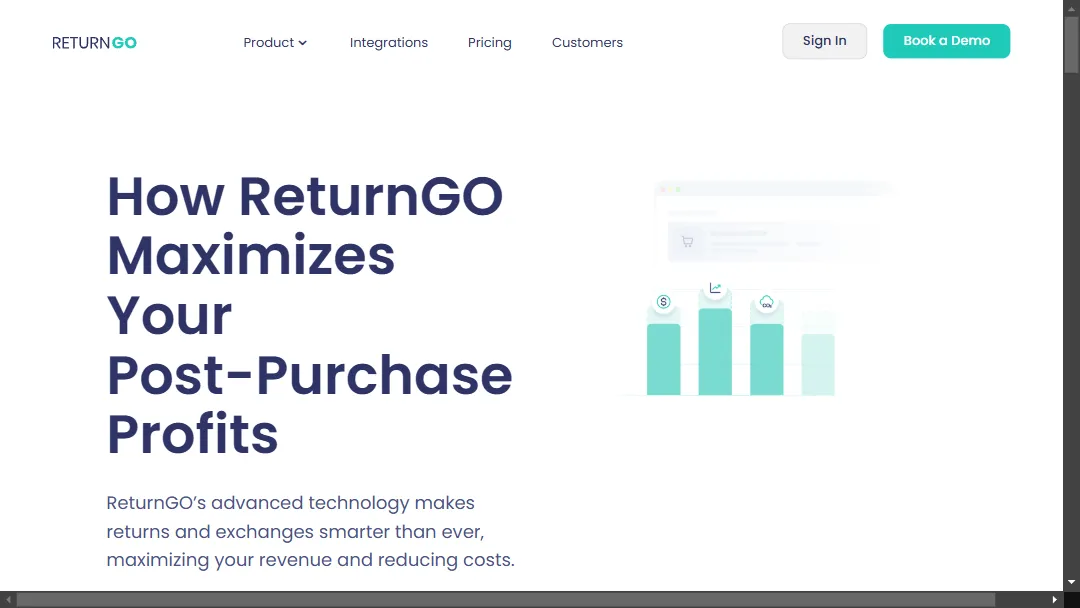 RETURNGO
Product
Integrations
Pricing
Customers
Sign In
Book a Demo
How ReturnGO
Maximizes
Your
Post-Purchase
Profits
ReturnGO’s advanced technology makes
returns and exchanges smarter than ever,
maximizing your revenue and reducing costs.
$